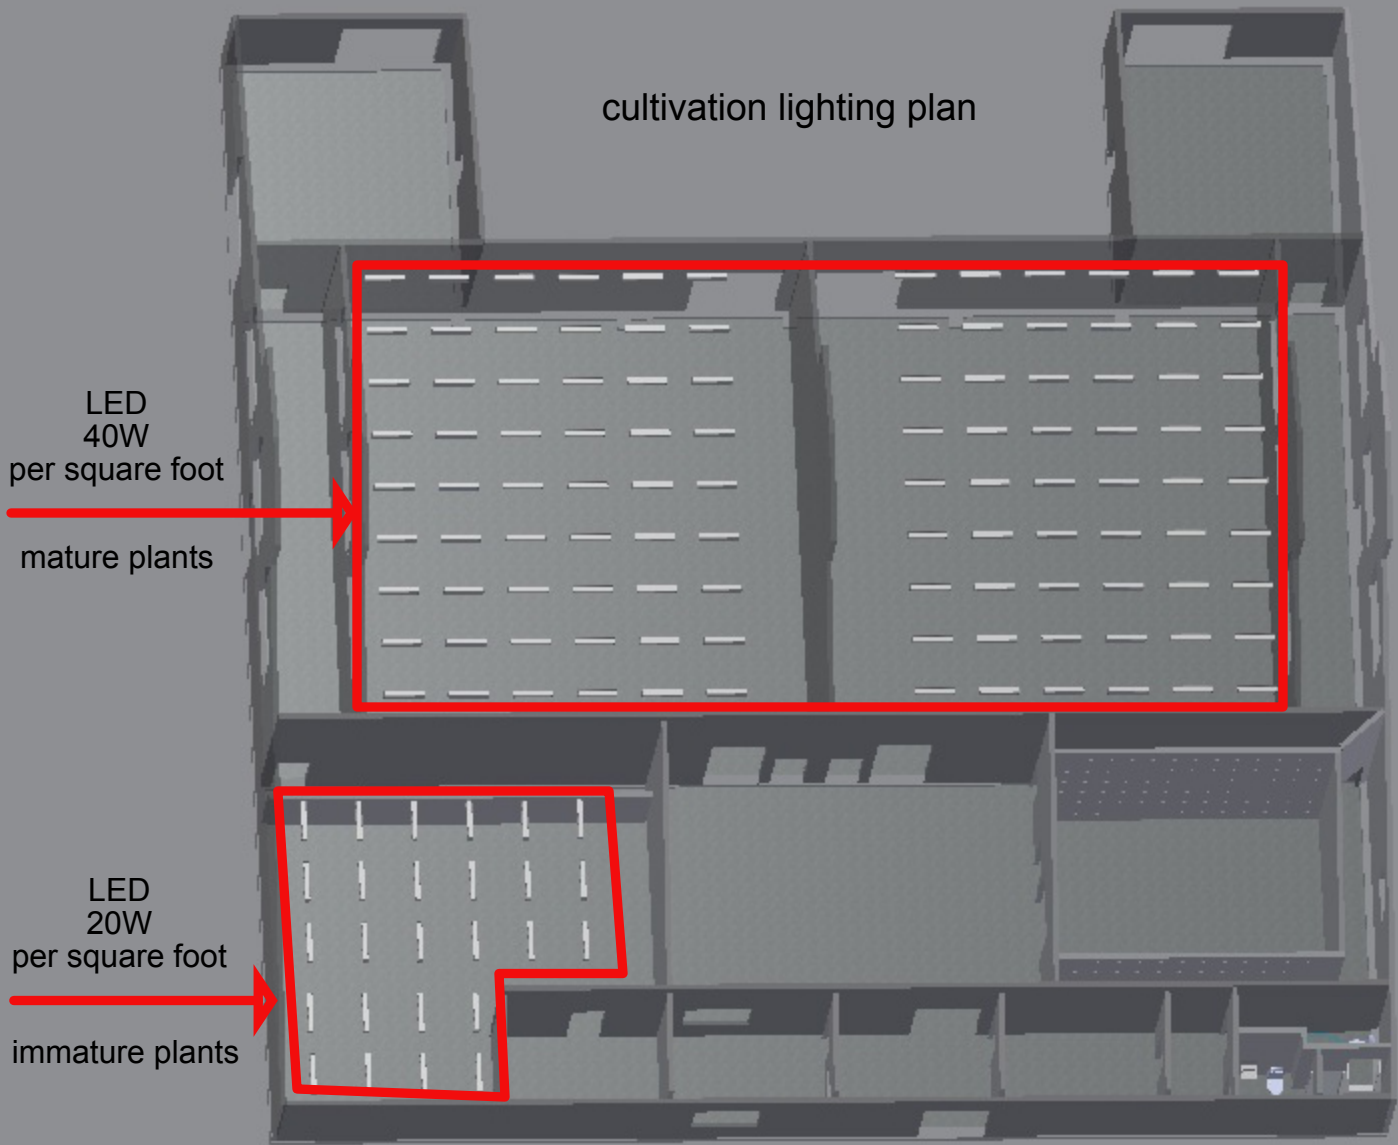 cultivation lighting plan
LED
40W
per square foot
mature plants
LED
20W
per square foot
immature plants